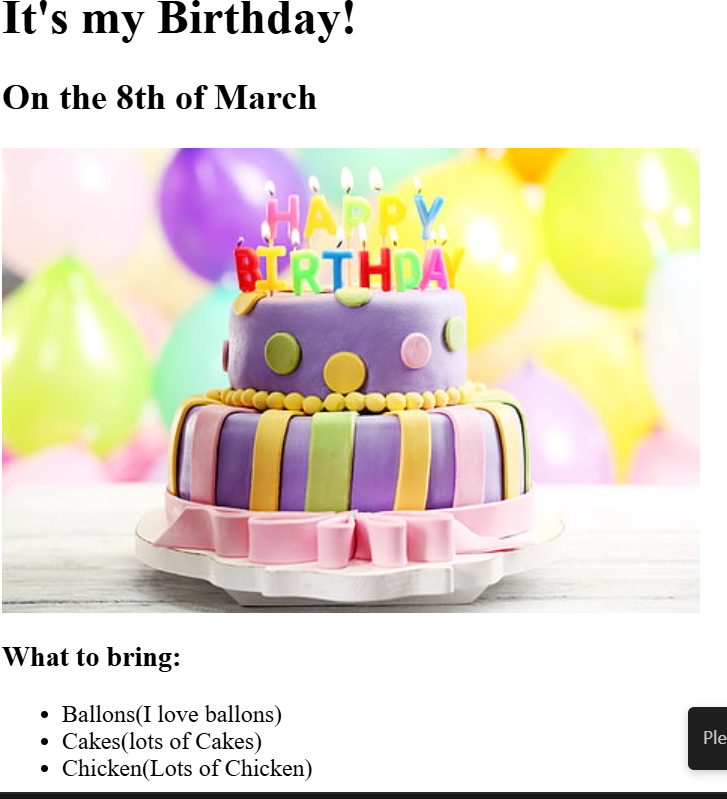 It's my Birthday!
On the 8th of March
HAPPY
BIRTHDAY
What to bring:
Ballons(I love ballons)
Cakes(lots of Cakes)
Chicken(Lots of Chicken)
Ple